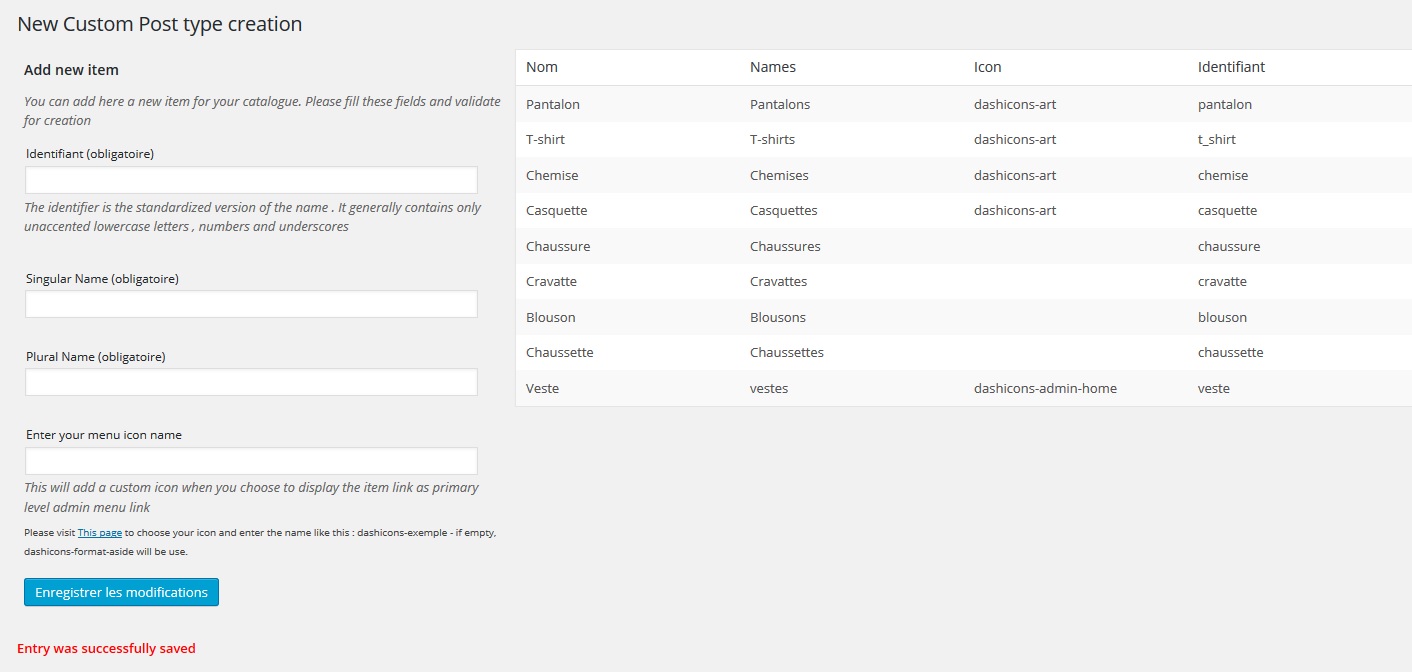 New Custom Post type creation
Add new item
You can add here a new item for your catalogue. Please fill these fields and validate
for creation
Identifiant (obligatoire)
The identifier is the standardized version of the name . It generally contains only
unaccented lowercase letters , numbers and underscores
Singular Name (obligatoire)
Plural Name (obligatoire)
Enter your menu icon name
This will add a custom icon when you choose to display the item link as primary
level admin menu link
Please visit This page to choose your icon and enter the name like this : dashicons-exemple - if empty,
dashicons-format-aside will be use.
Enregistrer les modifications
Entry was successfully saved
Nom Names Icon Identifiant
Pantalon Pantalons dashicons-art pantalon
T-shirt T-shirts dashicons-art t_shirt
Chemise Chemises dashicons-art chemise
Casquette Casquettes dashicons-art casquette
Chaussure Chaussures chaussure
Cravatte Cravattes cravatte
Blouson Blousons blouson
Chaussette Chaussettes chaussette
Veste vestes dashicons-admin-home veste